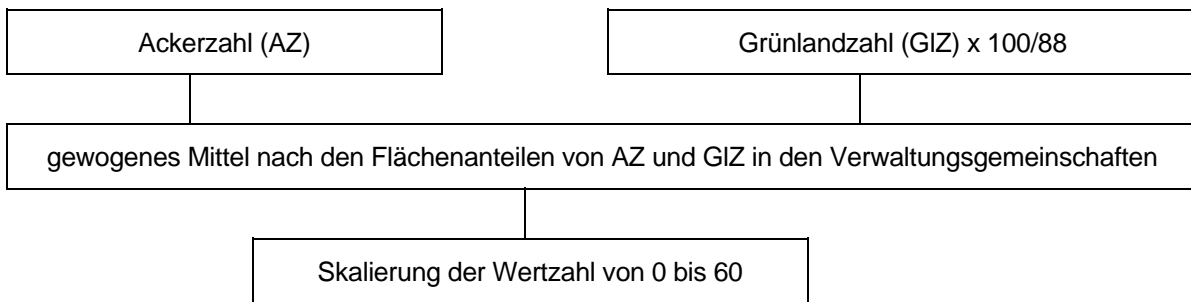 Ackerzahl (AZ)
Grünlandzahl (GlZ) x 100/88
gewogenes Mittel nach den Flächenanteilen von AZ und GlZ in den Verwaltungsgemeinschaften
Skalierung der Wertzahl von 0 bis 60